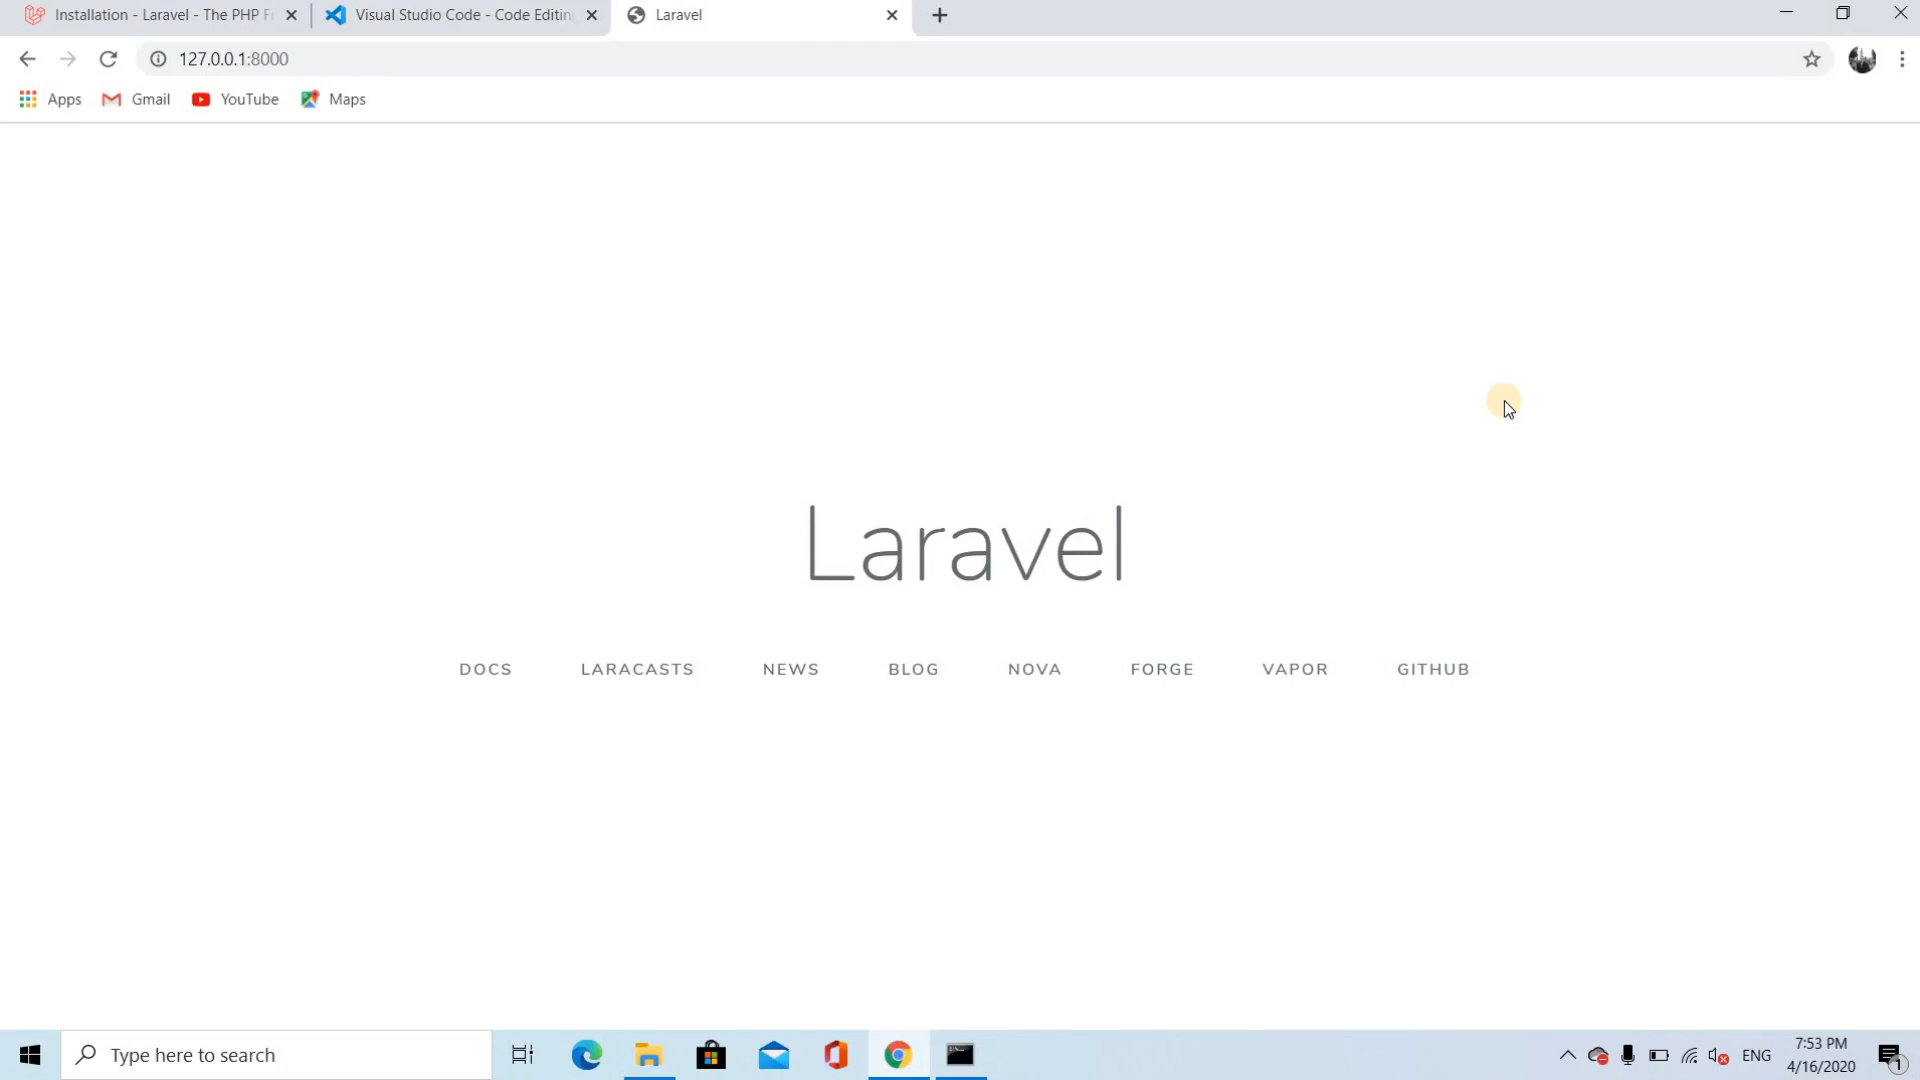 Installation - Laravel - The PHP F
Visual Studio Code - Code Editin
Laravel
127.0.0.1:8000
Apps
Gmail
YouTube
Maps
Laravel
DOCS LARACASTS NEWS BLOG NOVA FORGE VAPOR GITHUB
Type here to search
ENG
7:53 PM
4/16/2020
1